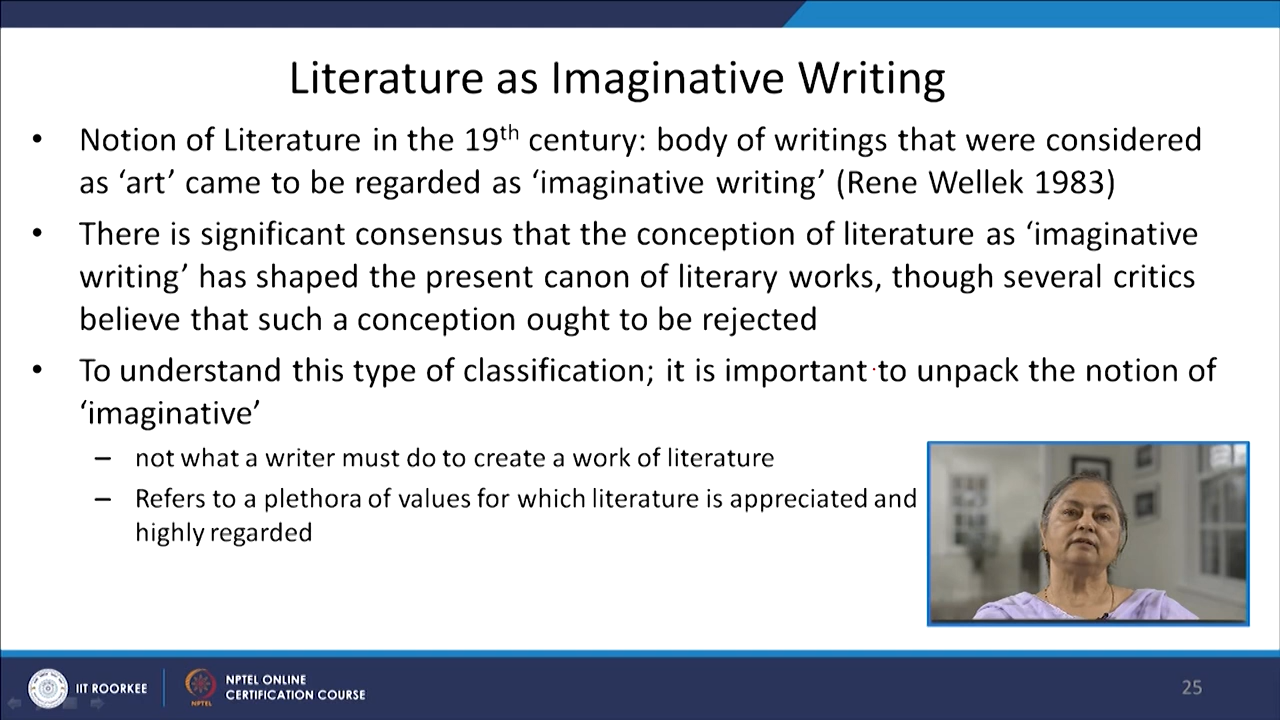 Literature as Imaginative Writing
• Notion of Literature in the 19th century: body of writings that were considered
as ‘art’ came to be regarded as ‘imaginative writing’ (Rene Wellek 1983)
• There is significant consensus that the conception of literature as ‘imaginative
writing’ has shaped the present canon of literary works, though several critics
believe that such a conception ought to be rejected
• To understand this type of classification; it is important to unpack the notion of
‘imaginative’
– not what a writer must do to create a work of literature
– Refers to a plethora of values for which literature is appreciated and
highly regarded
IIT ROORKEE
NPTEL
NPTEL ONLINE
CERTIFICATION COURSE
25